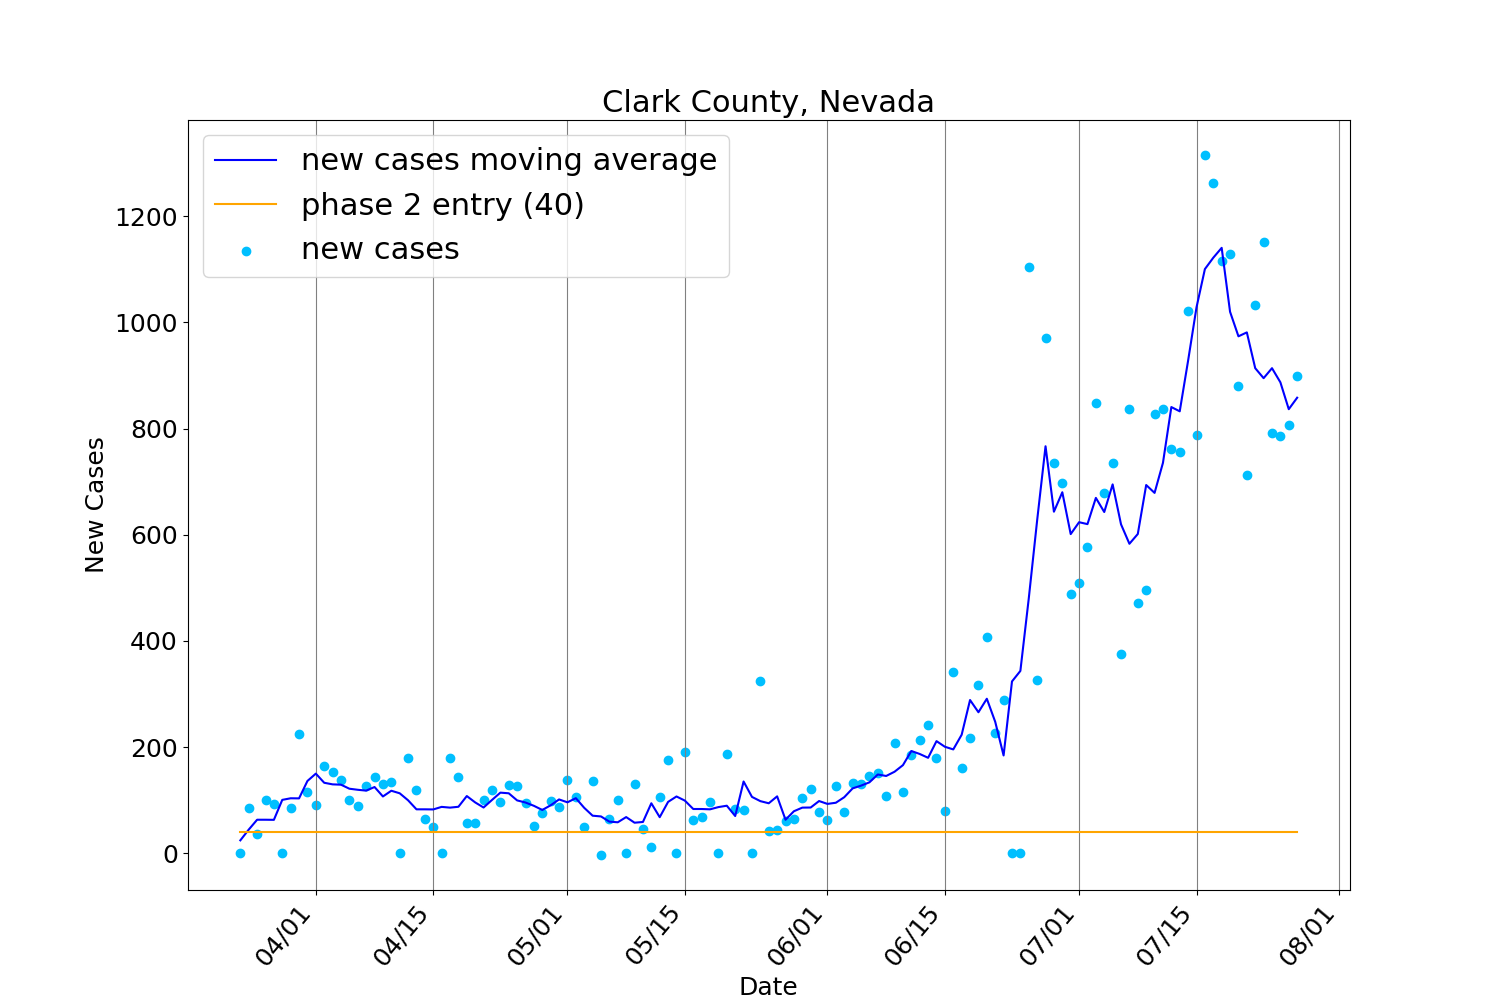 Clark County, Nevada
new cases moving average
phase 2 entry (40)
new cases
1200
1000
800
600
400
200
0
New Cases
04/01
04/15
05/01
05/15
06/01
06/15
07/01
07/15
08/01
Date